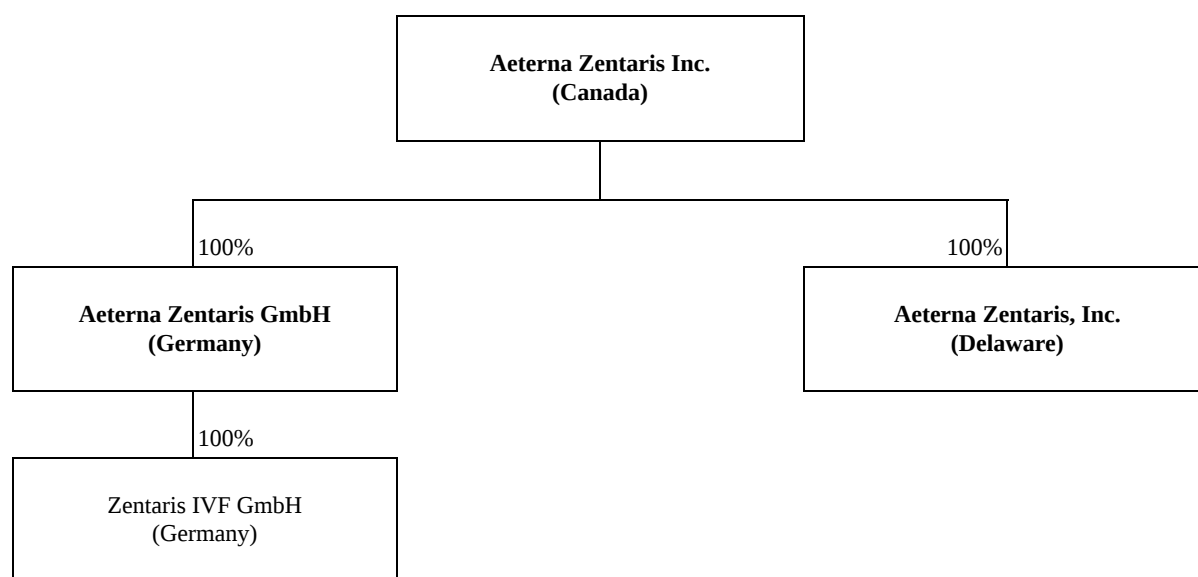 Aeterna Zentaris Inc.
(Canada)
100%
100%
Aeterna Zentaris GmbH
(Germany)
Aeterna Zentaris, Inc.
(Delaware)
100%
Zentaris IVF GmbH
(Germany)